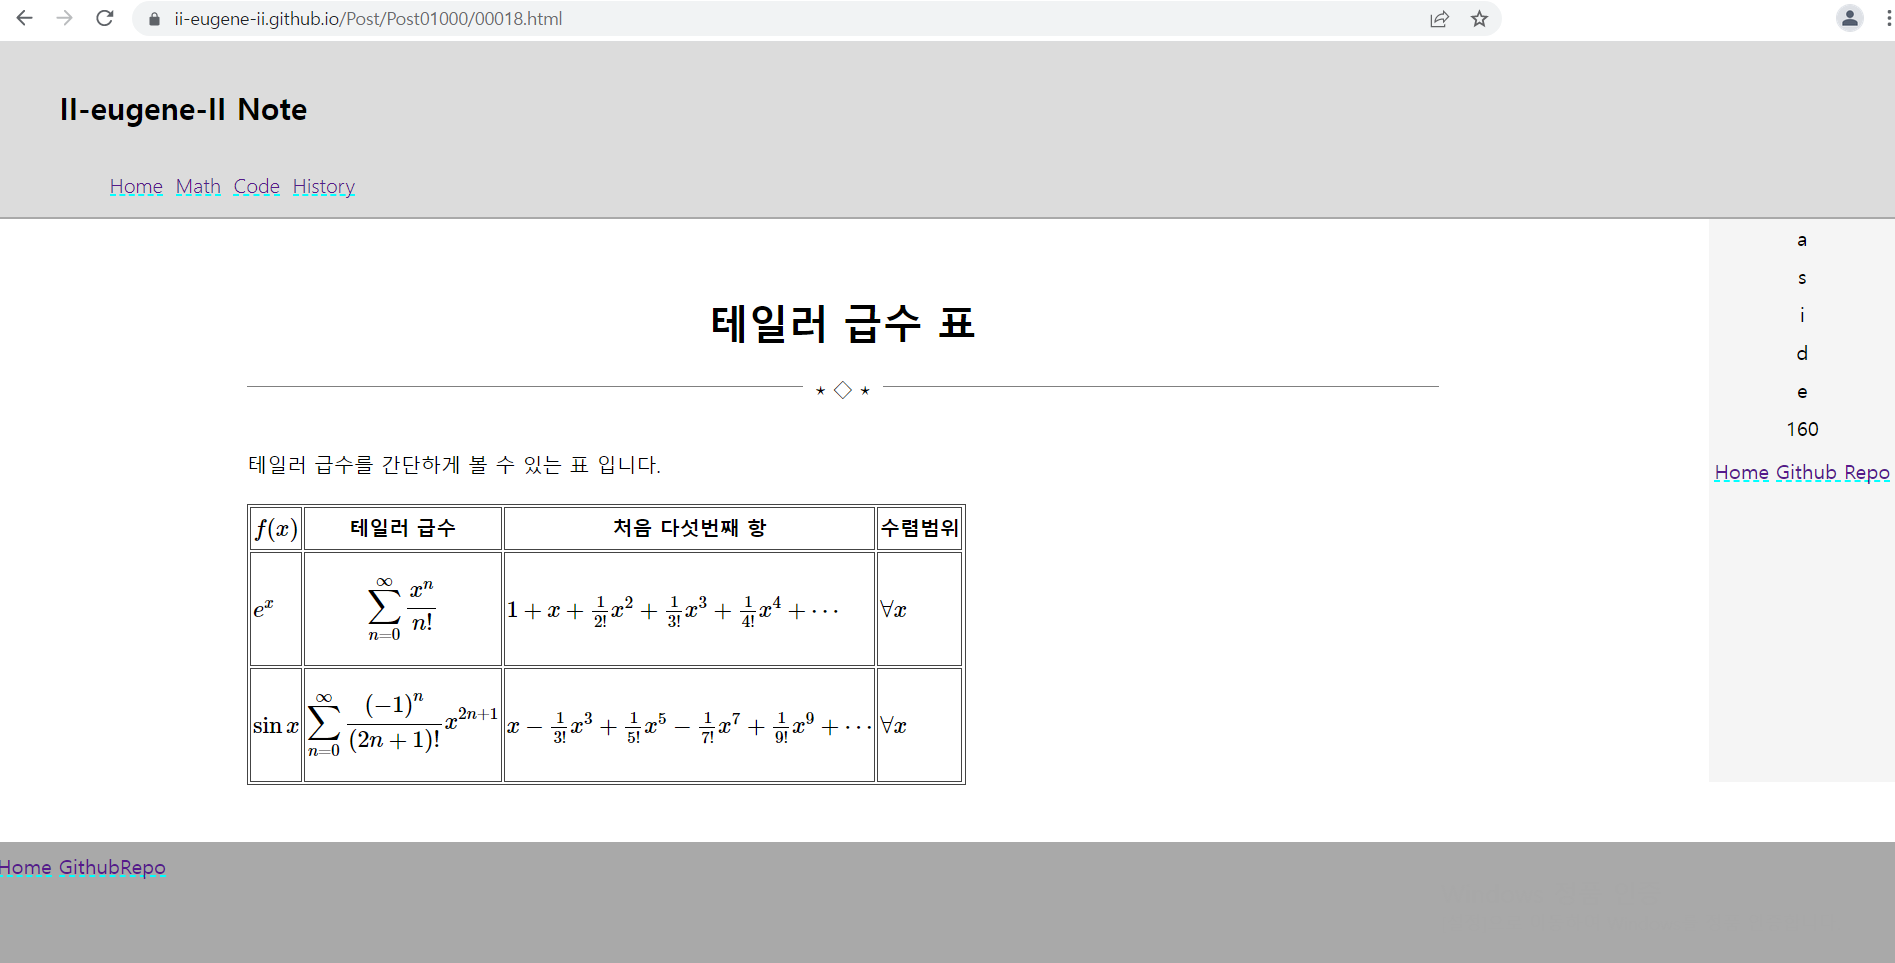 ii-eugene-ii.github.io/Post/Post01000/00018.html
II-eugene-II Note
Home Math Code History
테일러 급수 표
⋆ ◇ ⋆
테일러 급수를 간단하게 볼 수 있는 표 입니다.
f(x) 테일러 급수 처음 다섯번째 항 수렴범위
e^x \sum_{n=0}^{\infty} \frac{x^n}{n!} 1 + x + \frac{1}{2!}x^2 + \frac{1}{3!}x^3 + \frac{1}{4!}x^4 + ⋯ ∀x
sin x \sum_{n=0}^{\infty} \frac{(-1)^n}{(2n+1)!}x^{2n+1} x − \frac{1}{3!}x^3 + \frac{1}{5!}x^5 − \frac{1}{7!}x^7 + \frac{1}{9!}x^9 + ⋯ ∀x
a
s
i
d
e
160
Home Github Repo
Home GithubRepo